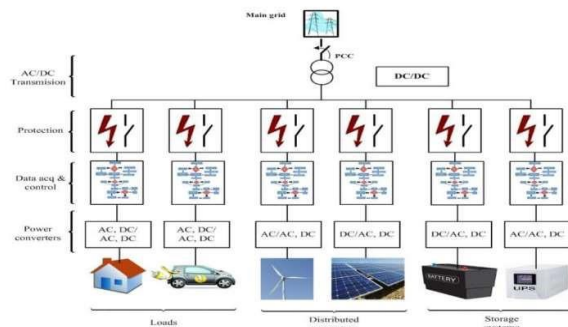 Main grid
PCC
AC/DC
Transmision
DC/DC
Protection
Data acq &
control
Power
converters
AC, DC/
AC, DC
AC, DC/
AC, DC
AC/AC, DC
DC/AC, DC
DC/AC, DC
AC/AC, DC
BATTERY
UPS
Loads
Distributed
Storage